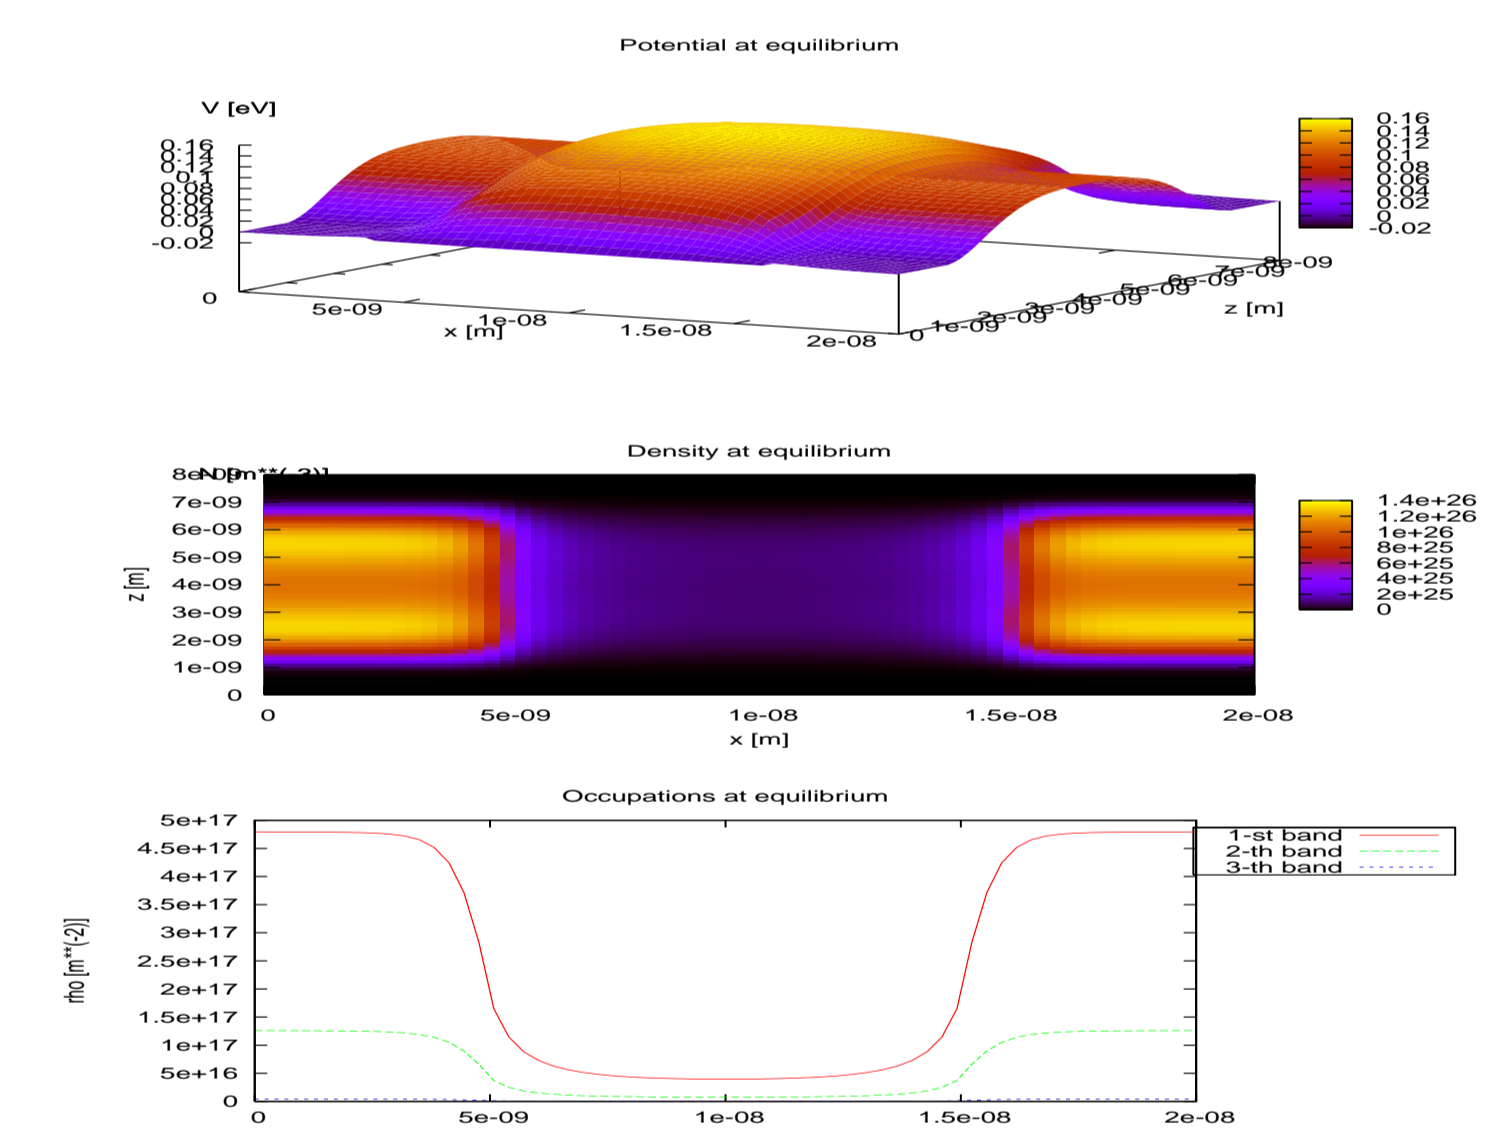 Potential at equilibrium
V [eV]
0.16
0.14
0.12
0.1
0.08
0.06
0.04
0.02
0
-0.02
0
5e-09
1e-08
1.5e-08
2e-08
x [m]
0
1e-09
2e-09
3e-09
4e-09
5e-09
6e-09
7e-09
8e-09
z [m]
0.16
0.14
0.12
0.1
0.08
0.06
0.04
0.02
0
-0.02
Density at equilibrium
N [m**(-3)]
8e-09
7e-09
6e-09
5e-09
4e-09
3e-09
2e-09
1e-09
0
z [m]
0
5e-09
1e-08
1.5e-08
2e-08
x [m]
1.4e+26
1.2e+26
1e+26
8e+25
6e+25
4e+25
2e+25
0
Occupations at equilibrium
5e+17
4.5e+17
4e+17
3.5e+17
3e+17
2.5e+17
2e+17
1.5e+17
1e+17
5e+16
0
rho [m**(-2)]
0
5e-09
1e-08
1.5e-08
2e-08
1-st band
2-th band
3-th band